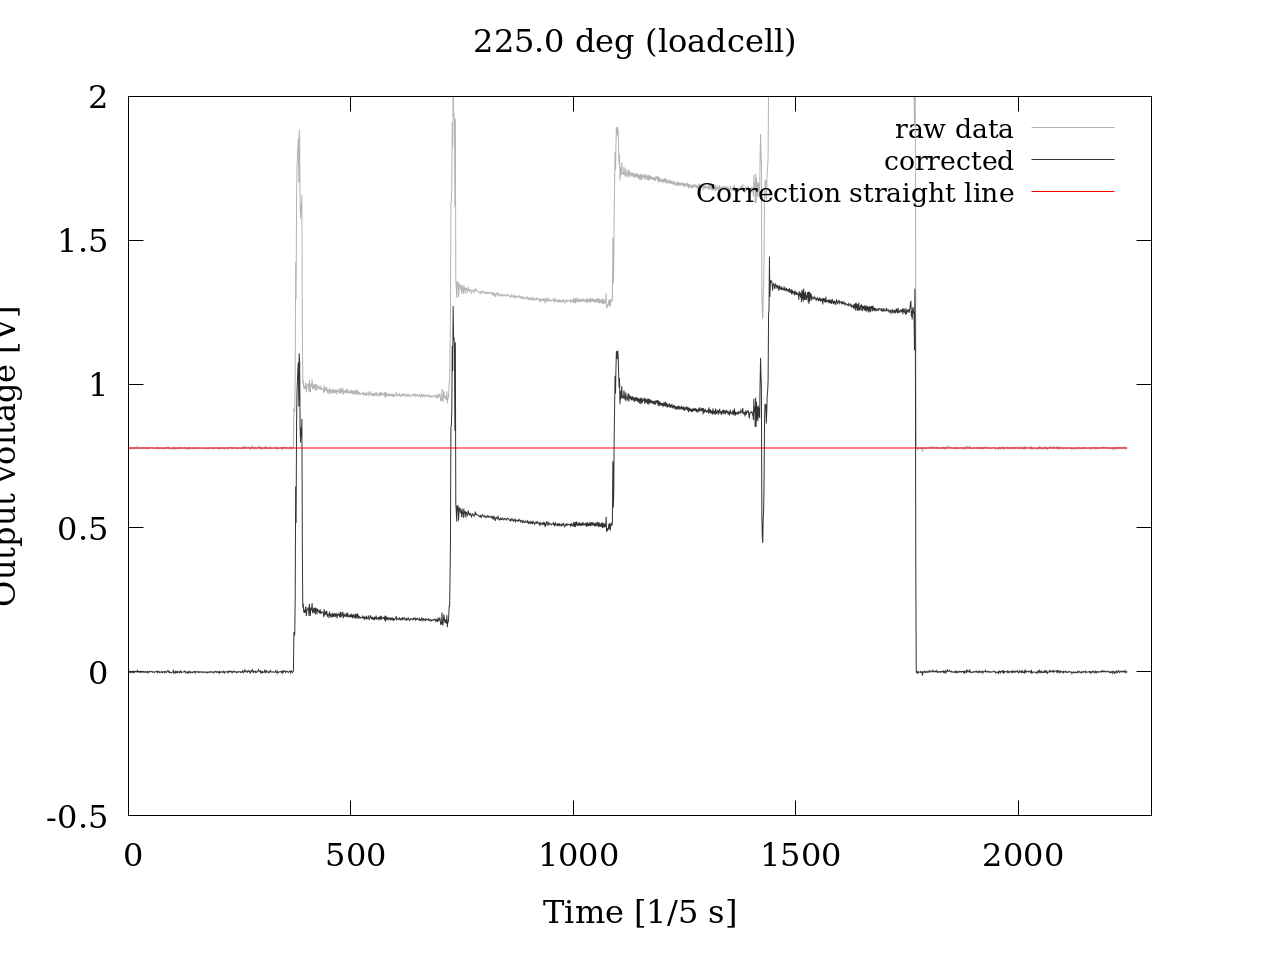 225.0 deg (loadcell)
raw data
corrected
Correction straight line
Output voltage [V]
2
1.5
1
0.5
0
-0.5
0 500 1000 1500 2000
Time [1/5 s]